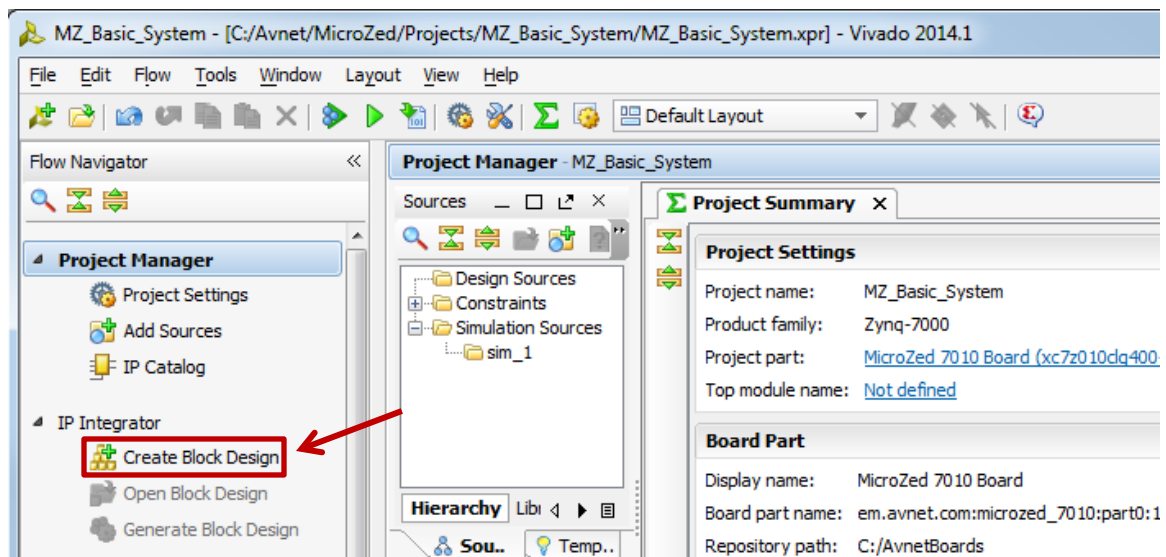 MZ_Basic_System - [C:/Avnet/MicroZed/Projects/MZ_Basic_System/MZ_Basic_System.xpr] - Vivado 2014.1
File Edit Flow Tools Window Layout View Help
Default Layout
Flow Navigator
Project Manager
Project Settings
Add Sources
IP Catalog
IP Integrator
Create Block Design
Open Block Design
Generate Block Design
Project Manager - MZ_Basic_System
Sources
Design Sources
Constraints
Simulation Sources
sim_1
Hierarchy Libr
Sou.. Temp..
Project Summary
Project Settings
Project name: MZ_Basic_System
Product family: Zynq-7000
Project part: MicroZed 7010 Board (xc7z010clg400-
Top module name: Not defined
Board Part
Display name: MicroZed 7010 Board
Board part name: em.avnet.com:microzed_7010:part0:1
Repository path: C:/AvnetBoards